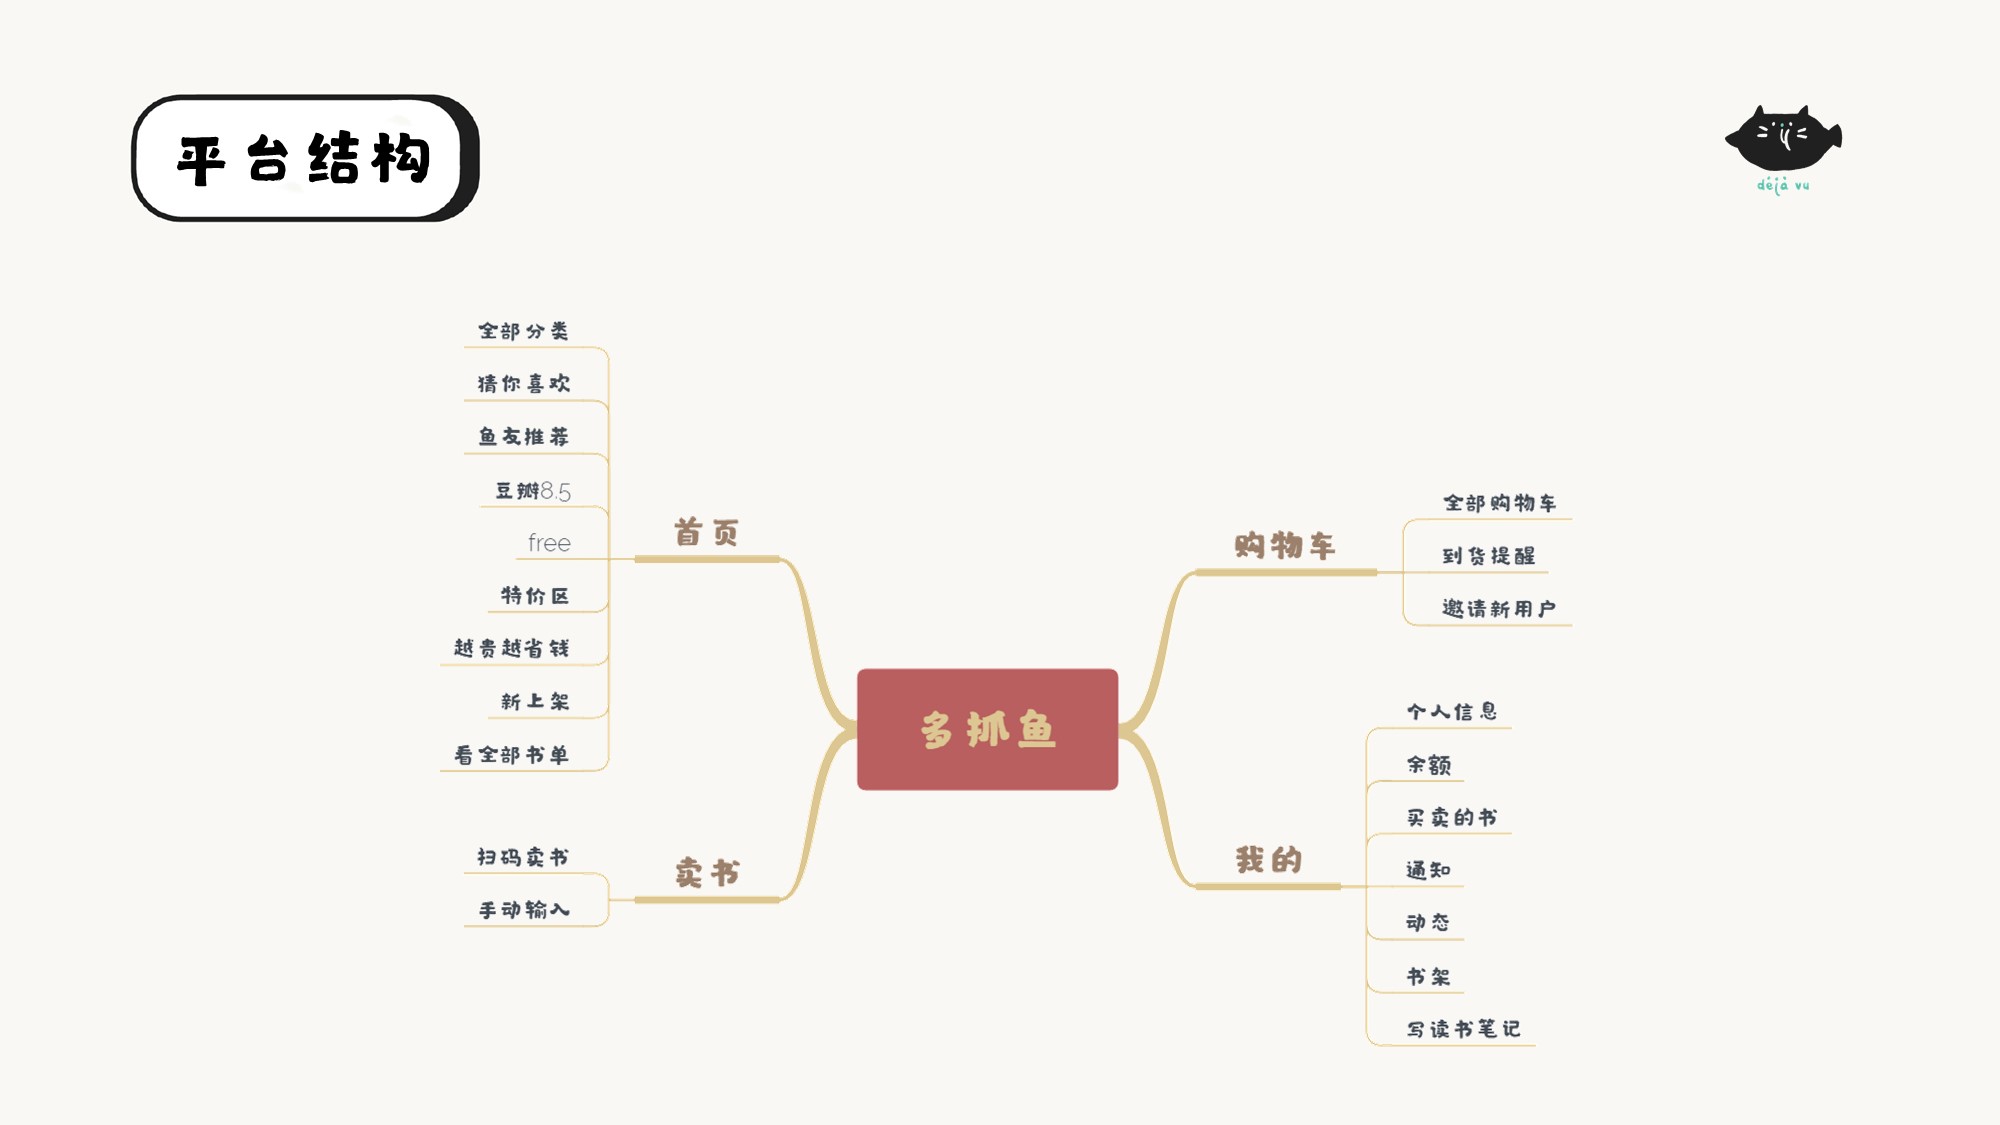 平台结构
déjà vu
多抓鱼
首页
全部分类
猜你喜欢
鱼友推荐
豆瓣8.5
free
特价区
越贵越省钱
新上架
看全部书单
卖书
扫码卖书
手动输入
购物车
全部购物车
到货提醒
邀请新用户
我的
个人信息
余额
买卖的书
通知
动态
书架
写读书笔记